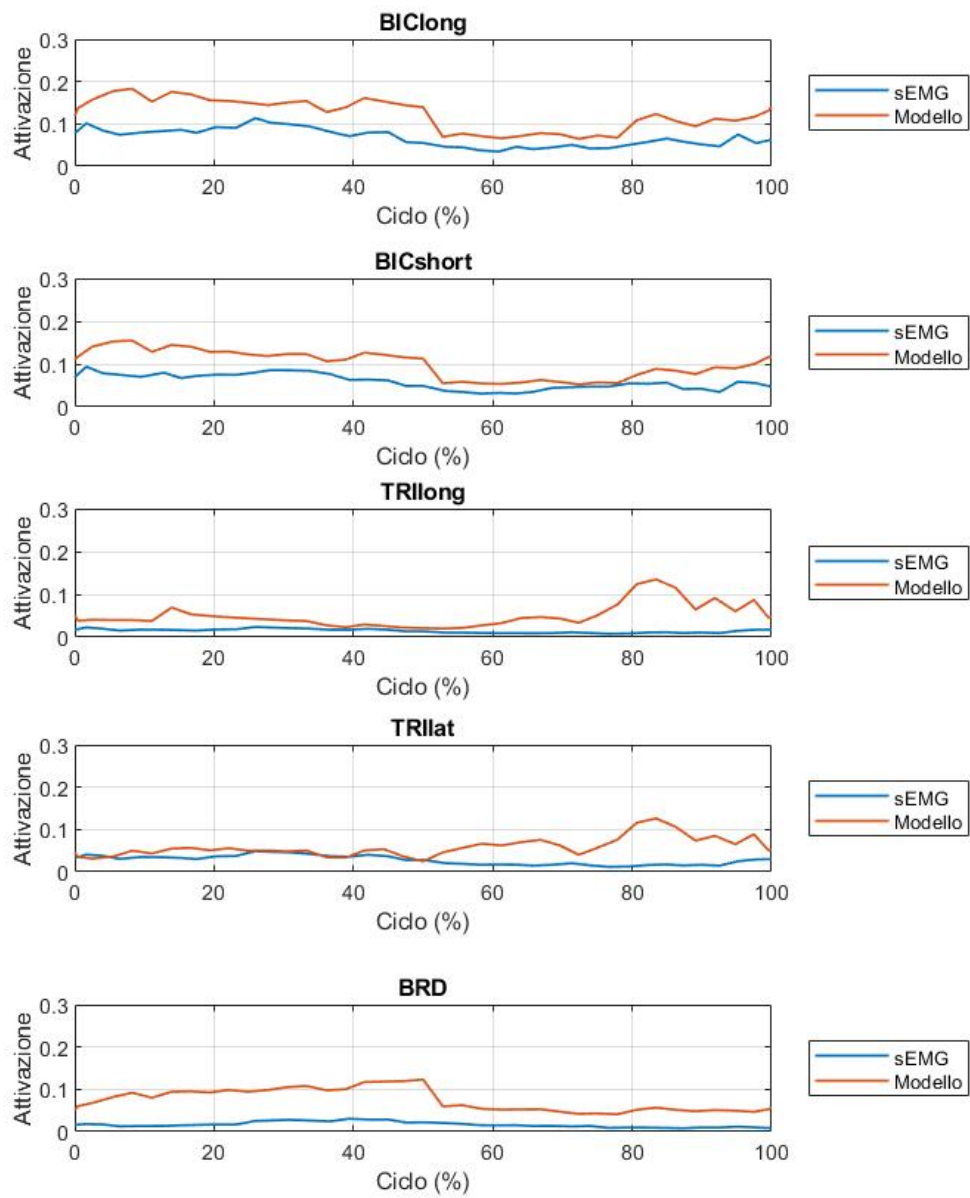 BIClong
0.3
0.2
0.1
0
Attivazione
0 20 40 60 80 100
Ciclo (%)
sEMG
Modello
BICshort
0.3
0.2
0.1
0
Attivazione
0 20 40 60 80 100
Ciclo (%)
sEMG
Modello
TRIlong
0.3
0.2
0.1
0
Attivazione
0 20 40 60 80 100
Ciclo (%)
sEMG
Modello
TRIlat
0.3
0.2
0.1
0
Attivazione
0 20 40 60 80 100
Ciclo (%)
sEMG
Modello
BRD
0.3
0.2
0.1
0
Attivazione
0 20 40 60 80 100
Ciclo (%)
sEMG
Modello